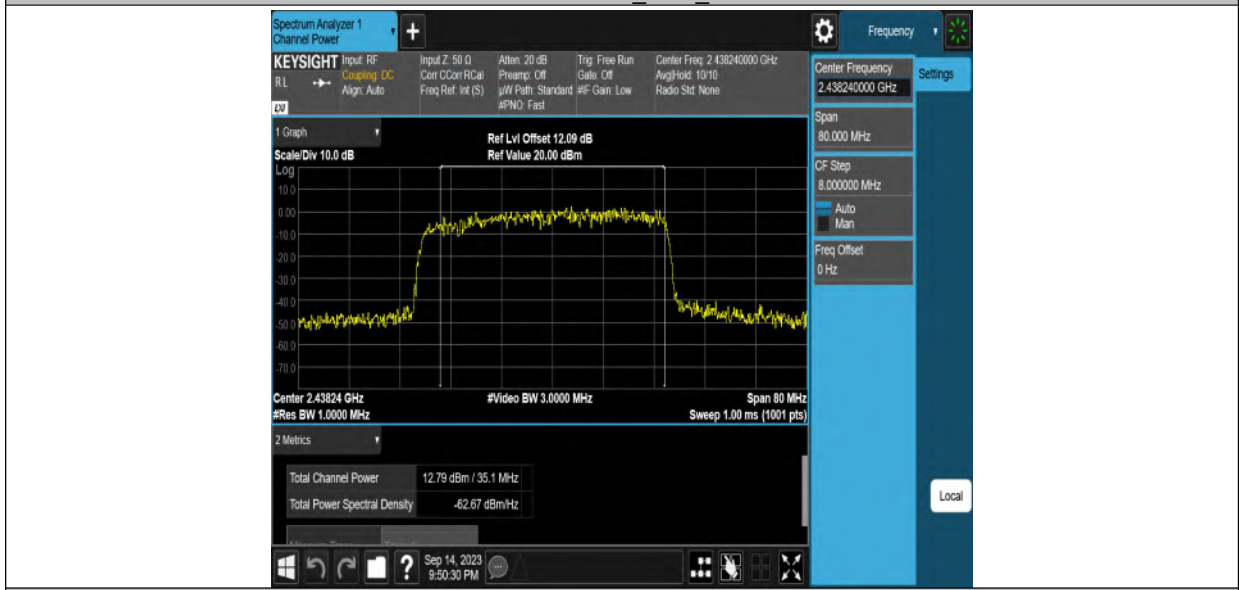 Spectrum Analyzer 1
Channel Power
+
Frequency
KEYSIGHT
R L
Input: RF
Coupling: DC
Align: Auto
Input Z: 50 Ω
Corr CCorr RCal
Freq Ref: Int (S)
Atten: 20 dB
Preamp: Off
µW Path: Standard
#PNO: Fast
Trig: Free Run
Gate: Off
#IF Gain: Low
Center Freq: 2.438240000 GHz
Avg|Hold: 10/10
Radio Std: None
Center Frequency
2.438240000 GHz
Settings
Span
80.000 MHz
CF Step
8.000000 MHz
Auto
Man
Freq Offset
0 Hz
1 Graph
Scale/Div 10.0 dB
Ref Lvl Offset 12.09 dB
Ref Value 20.00 dBm
Log
10.0
0.00
-10.0
-20.0
-30.0
-40.0
-50.0
-60.0
-70.0
Center 2.43824 GHz
#Video BW 3.0000 MHz
Span 80 MHz
#Res BW 1.0000 MHz
Sweep 1.00 ms (1001 pts)
2 Metrics
Total Channel Power 12.79 dBm / 35.1 MHz
Total Power Spectral Density -62.67 dBm/Hz
Local
?
Sep 14, 2023
9:50:30 PM